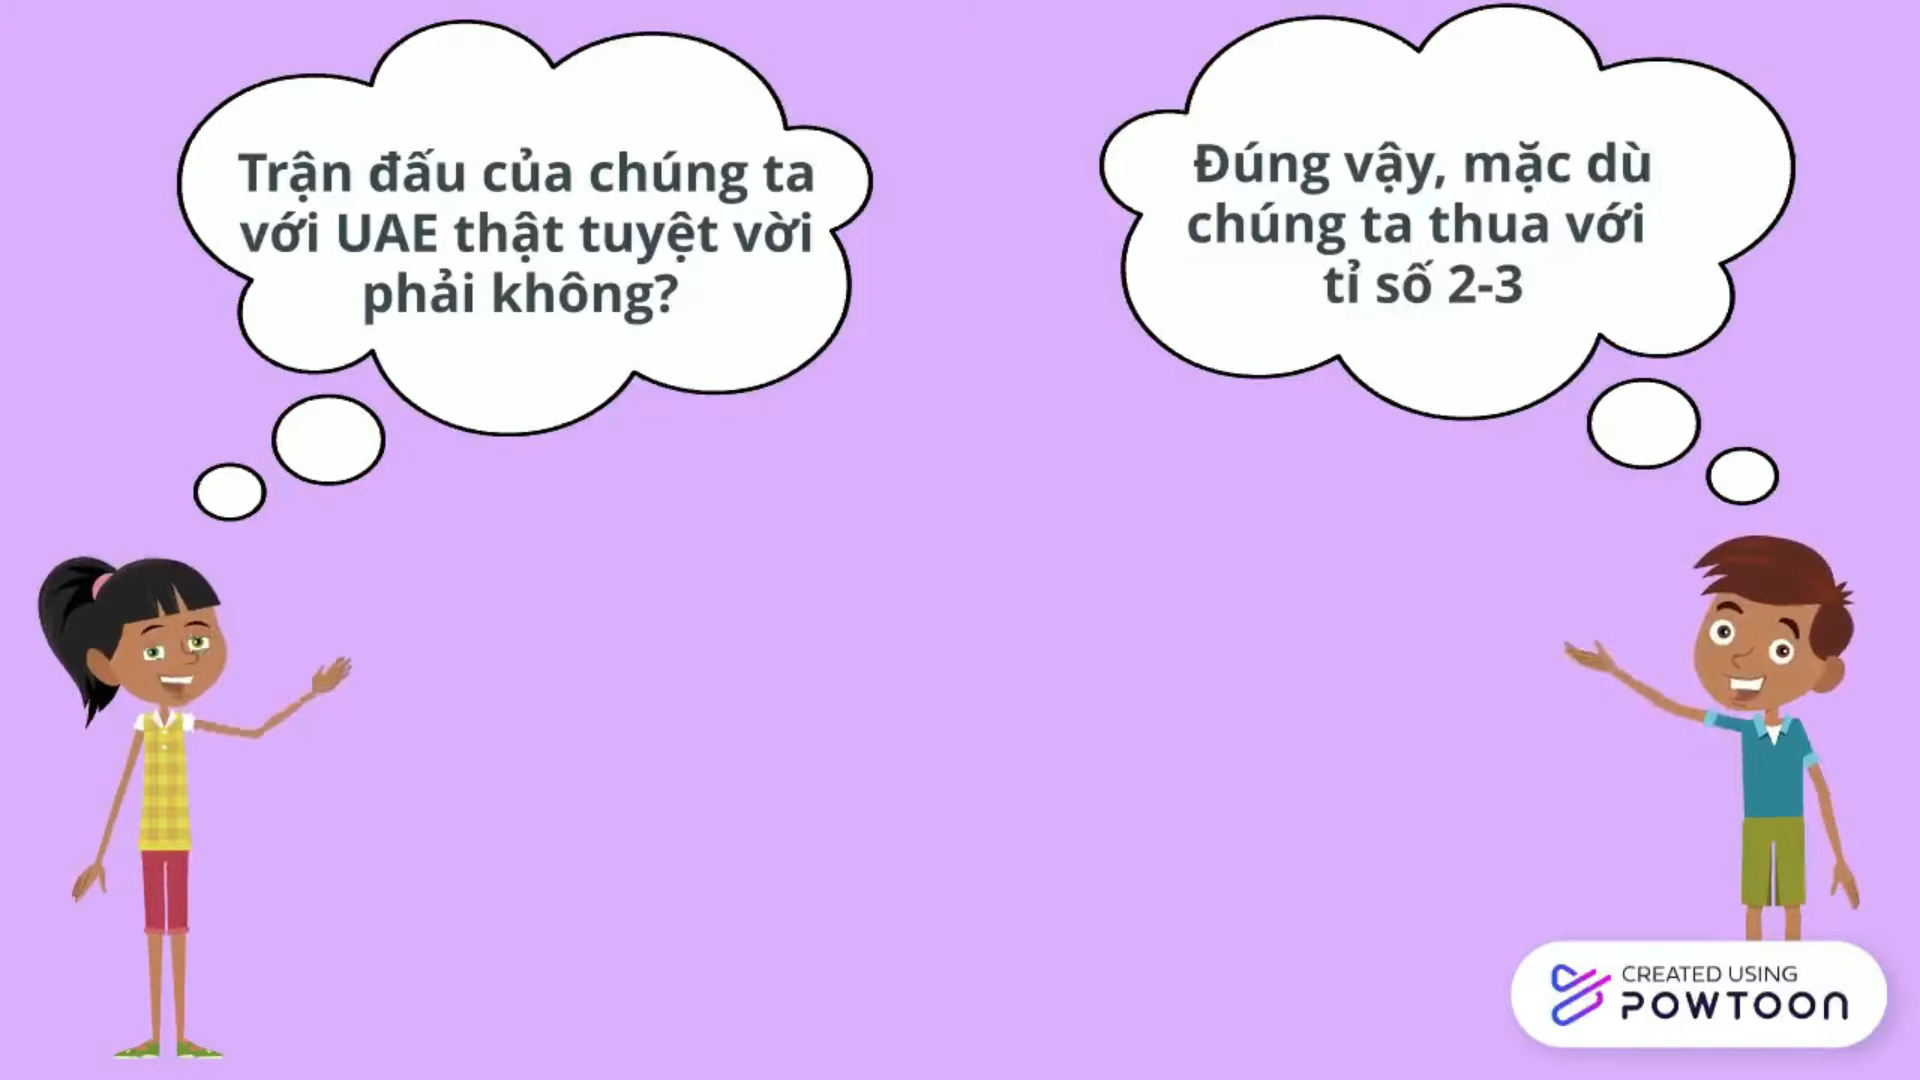 Trận đấu của chúng ta
với UAE thật tuyệt vời
phải không?
Đúng vậy, mặc dù
chúng ta thua với
tỉ số 2-3
CREATED USING
POWTOON